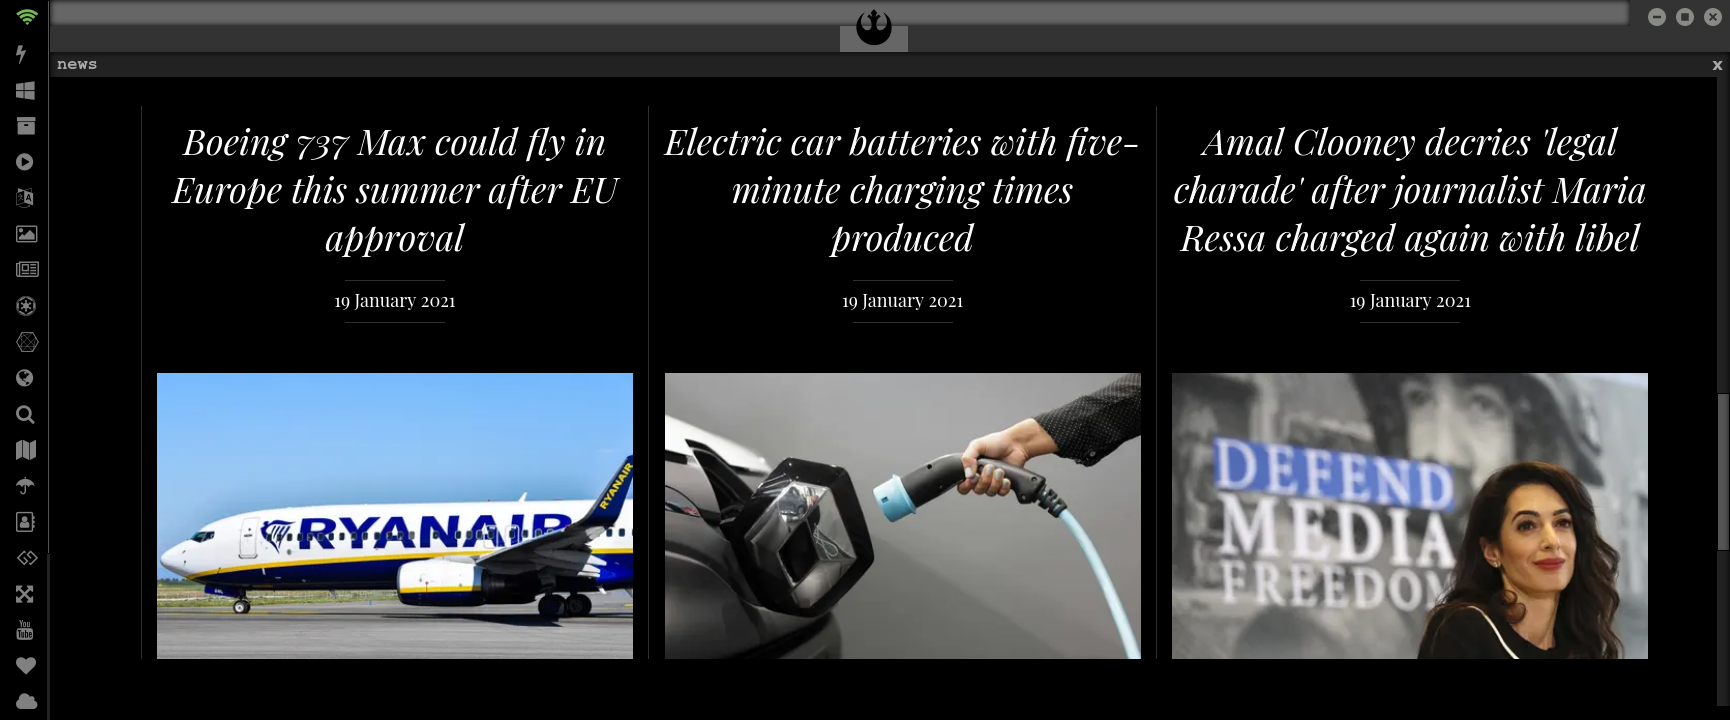 news
x
Boeing 737 Max could fly in
Europe this summer after EU
approval
19 January 2021
RYANAIR
RYANAIR
Electric car batteries with five-
minute charging times
produced
19 January 2021
Amal Clooney decries 'legal
charade' after journalist Maria
Ressa charged again with libel
19 January 2021
DEFEND
MEDIA
FREEDOM
You
Tube